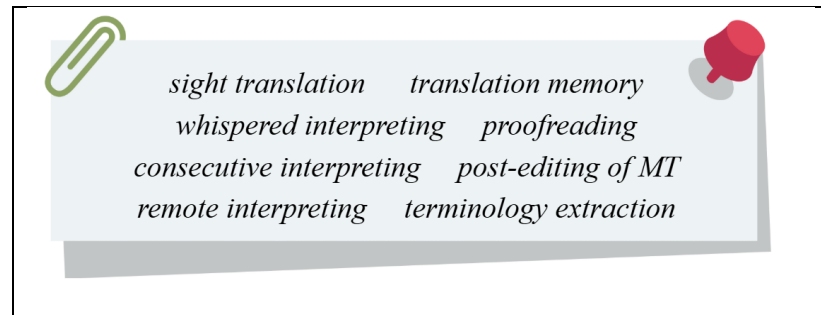 sight translation translation memory
whispered interpreting proofreading
consecutive interpreting post-editing of MT
remote interpreting terminology extraction